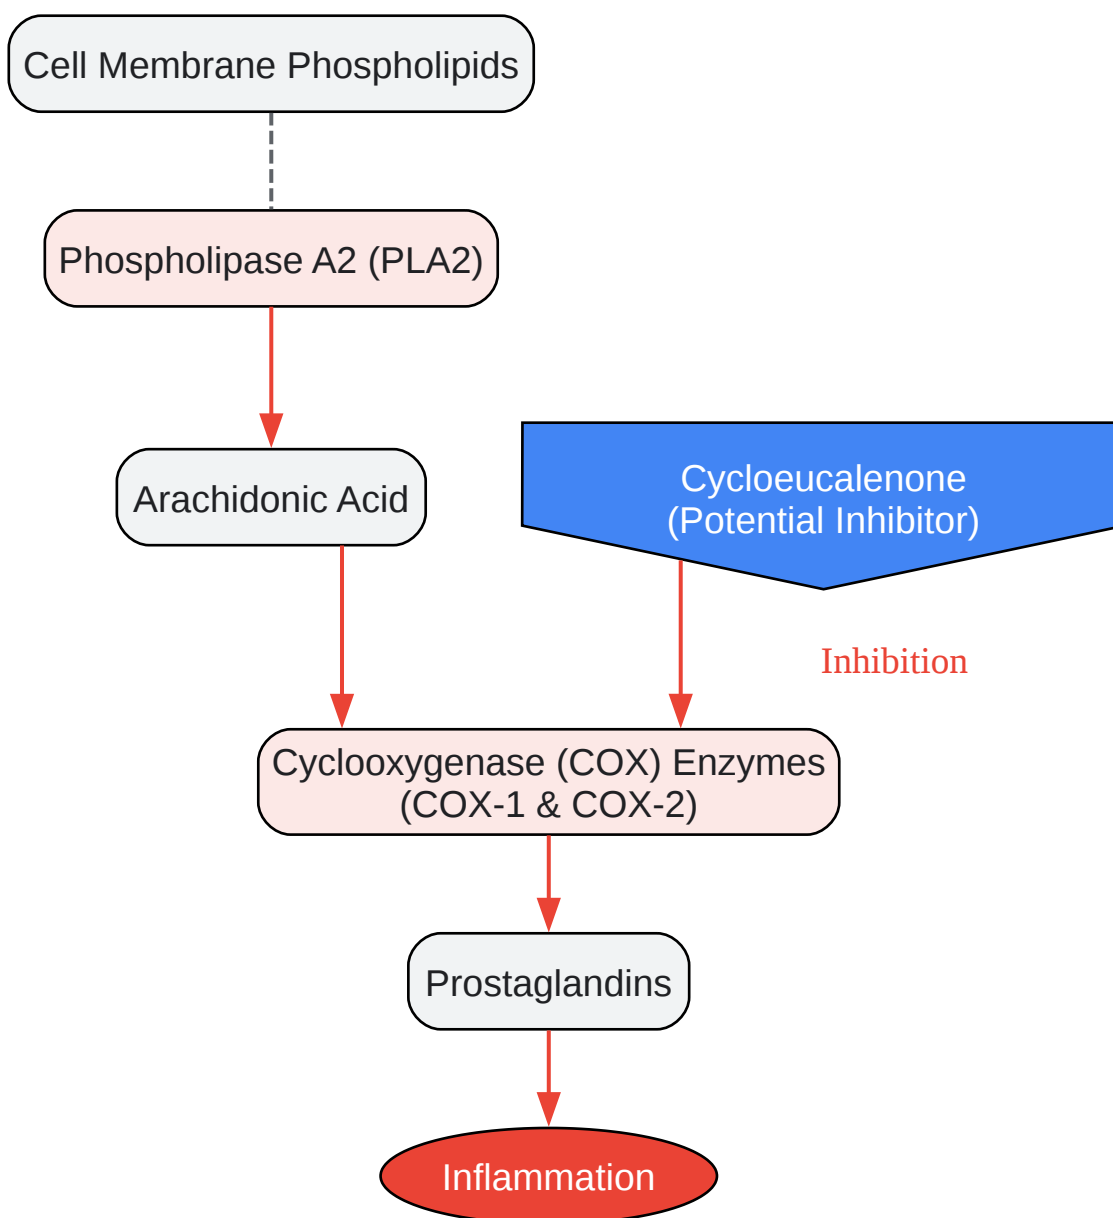 Cell Membrane Phospholipids
Phospholipase A2 (PLA2)
Arachidonic Acid
Cycloeucalenone
(Potential Inhibitor)
Inhibition
Cyclooxygenase (COX) Enzymes
(COX-1 & COX-2)
Prostaglandins
Inflammation